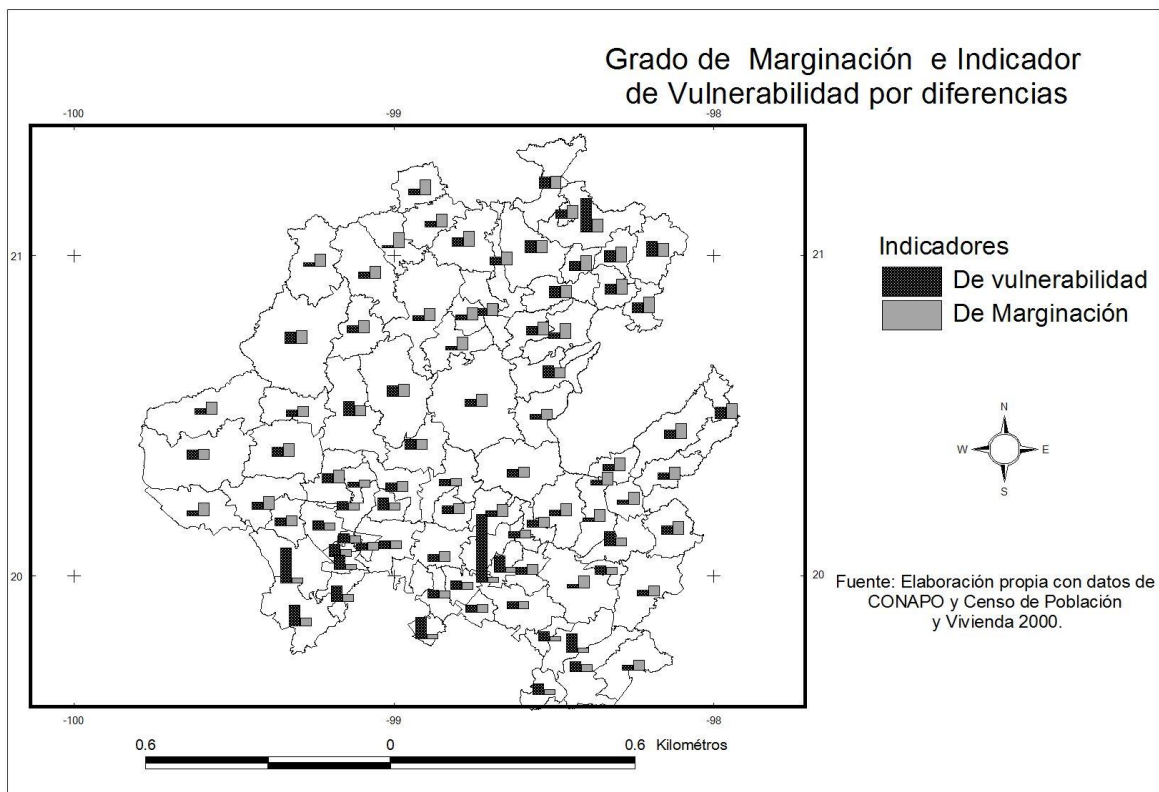 Grado de Marginación e Indicador
de Vulnerabilidad por diferencias
-100
-99
-98
21
21
Indicadores
De vulnerabilidad
De Marginación
N
W
E
S
20
20
Fuente: Elaboración propia con datos de
CONAPO y Censo de Población
y Vivienda 2000.
-100
-99
-98
0.6
0
0.6
Kilométros